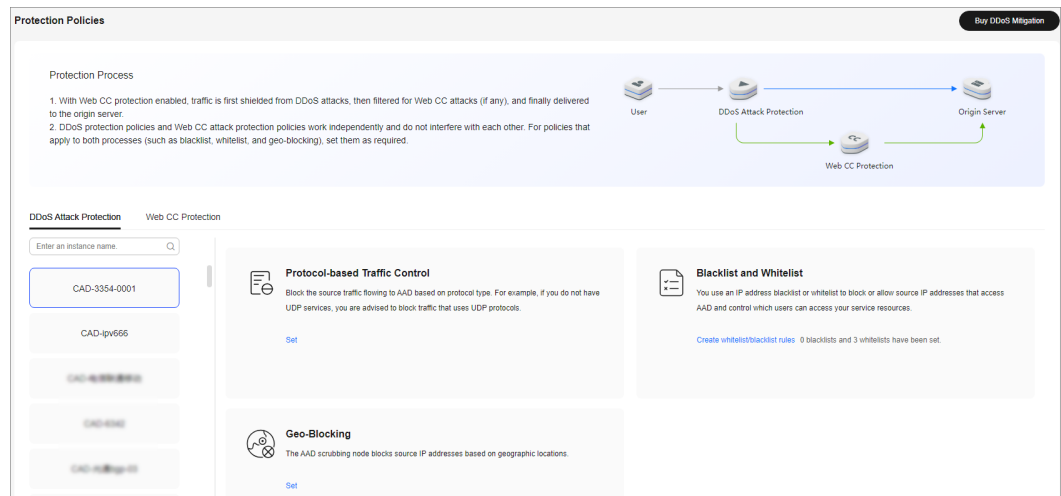 Protection Policies
Buy DDoS Mitigation
Protection Process
1. With Web CC protection enabled, traffic is first shielded from DDoS attacks, then filtered for Web CC attacks (if any), and finally delivered
to the origin server.
2. DDoS protection policies and Web CC attack protection policies work independently and do not interfere with each other. For policies that
apply to both processes (such as blacklist, whitelist, and geo-blocking), set them as required.
User
DDoS Attack Protection
Origin Server
CC
Web CC Protection
DDoS Attack Protection
Web CC Protection
Enter an instance name.
CAD-3354-0001
CAD-ipv666
Protocol-based Traffic Control
Block the source traffic flowing to AAD based on protocol type. For example, if you do not have
UDP services, you are advised to block traffic that uses UDP protocols.
Set
Blacklist and Whitelist
You use an IP address blacklist or whitelist to block or allow source IP addresses that access
AAD and control which users can access your service resources.
Create whitelist/blacklist rules 0 blacklists and 3 whitelists have been set.
Geo-Blocking
The AAD scrubbing node blocks source IP addresses based on geographic locations.
Set